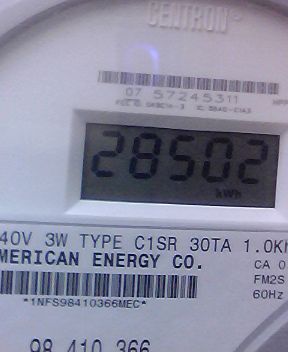 CENTRON®
07 57245311
28502
kWh
40V 3W TYPE C1SR 30TA 1.0Kh
MERICAN ENERGY CO.
CA 0
FM2S
*1NFS98410366MEC*
60Hz
98 410 366